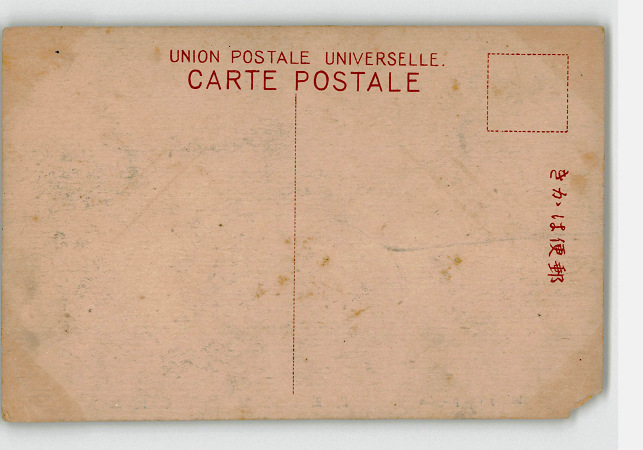 UNION POSTALE UNIVERSELLE.
CARTE POSTALE
郵便はかき